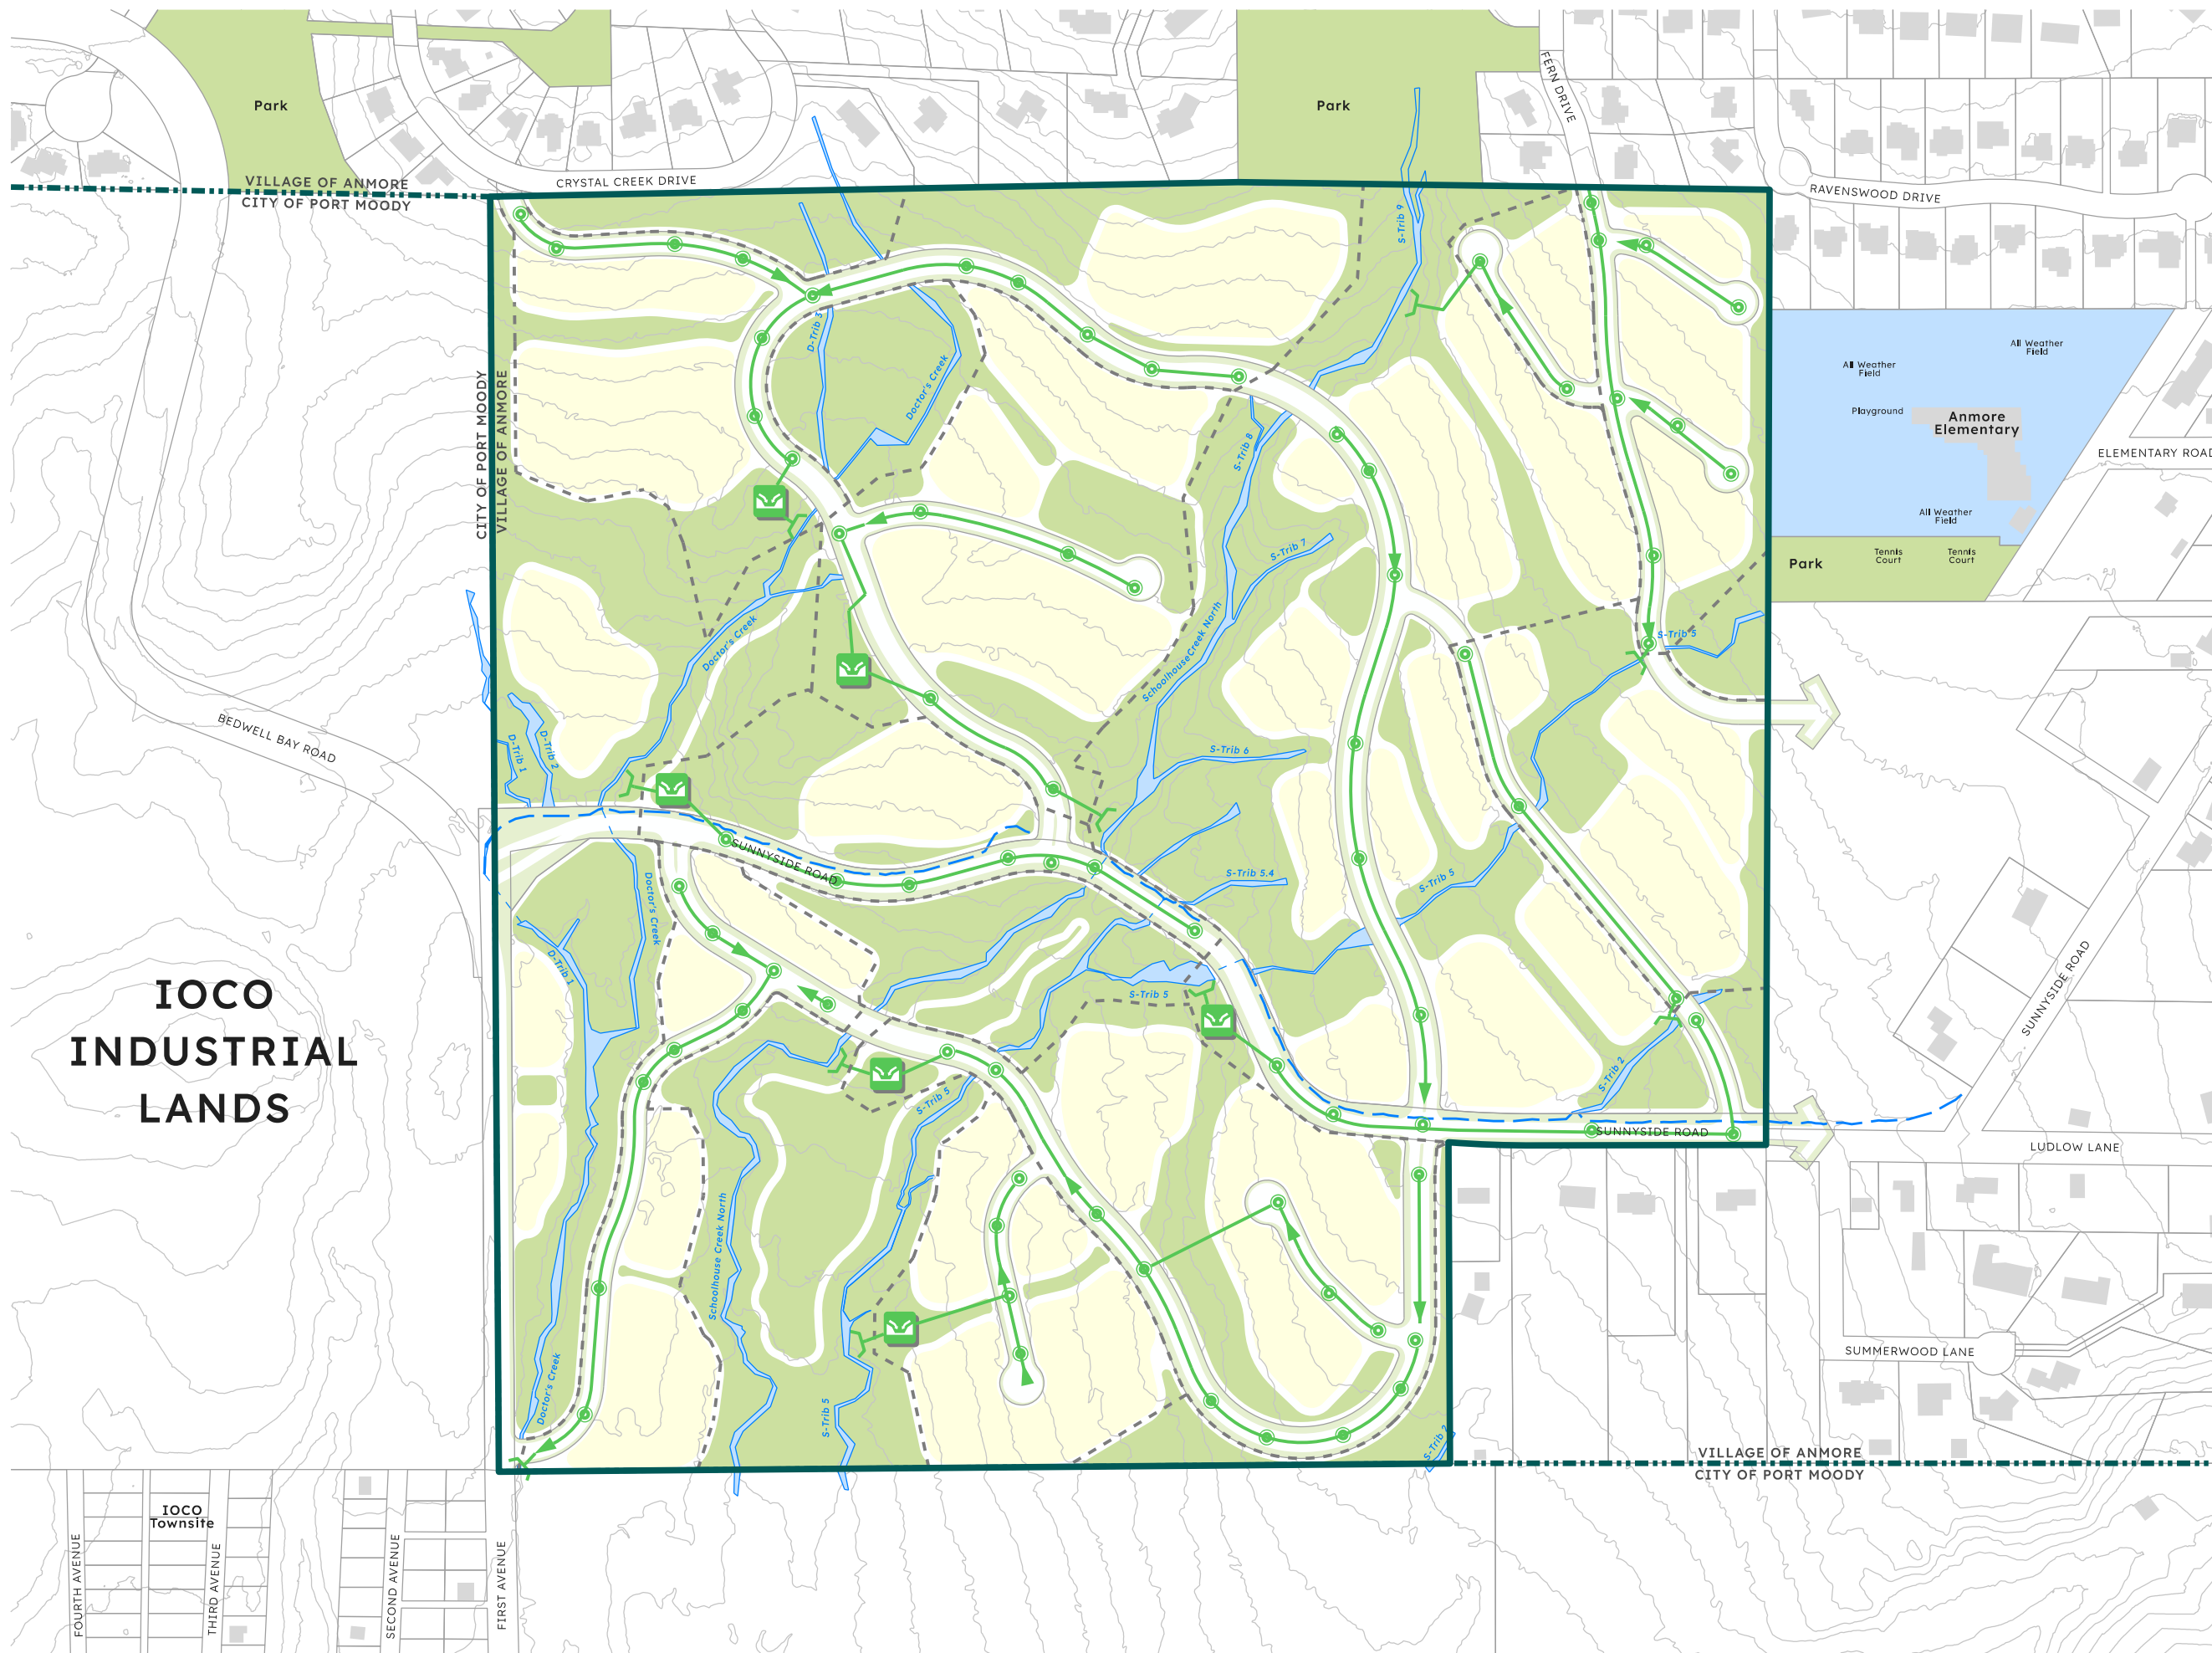 Park
Park
FERN DRIVE
VILLAGE OF ANMORE
CITY OF PORT MOODY
CRYSTAL CREEK DRIVE
RAVENSWOOD DRIVE
S-Trib 9
D-Trib 3
Doctor's Creek
CITY OF PORT MOODY
VILLAGE OF ANMORE
All Weather
Field
All Weather
Field
Playground
Anmore
Elementary
ELEMENTARY ROAD
All Weather
Field
Park
Tennis
Court
Tennis
Court
S-Trib 8
S-Trib 7
Schoolhouse Creek North
Doctor's Creek
S-Trib 5
BEDWELL BAY ROAD
D-Trib 1
D-Trib 2
S-Trib 6
SUNNYSIDE ROAD
S-Trib 5.4
S-Trib 5
Doctor's Creek
D-Trib 1
S-Trib 5
SUNNYSIDE ROAD
IOCO
INDUSTRIAL
LANDS
S-Trib 5
S-Trib 2
SUNNYSIDE ROAD
LUDLOW LANE
Schoolhouse Creek North
SUMMERWOOD LANE
Doctor's Creek
S-Trib 5
S-Trib 2
VILLAGE OF ANMORE
CITY OF PORT MOODY
IOCO
Townsite
FOURTH AVENUE
THIRD AVENUE
SECOND AVENUE
FIRST AVENUE